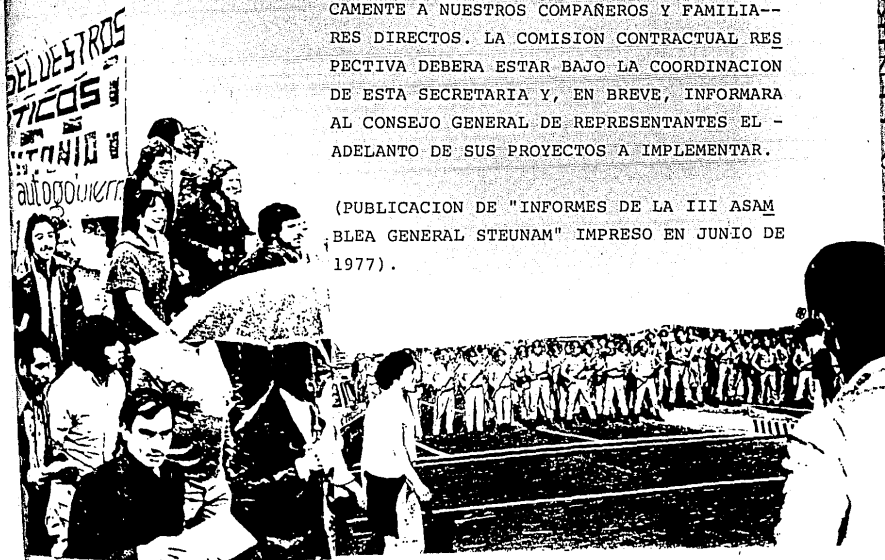 CAMENTE A NUESTROS COMPAÑEROS Y FAMILIA--
RES DIRECTOS. LA COMISION CONTRACTUAL RES
PECTIVA DEBERA ESTAR BAJO LA COORDINACION
DE ESTA SECRETARIA Y, EN BREVE, INFORMARA
AL CONSEJO GENERAL DE REPRESENTANTES EL -
ADELANTO DE SUS PROYECTOS A IMPLEMENTAR.
(PUBLICACION DE "INFORMES DE LA III ASAM
BLEA GENERAL STEUNAM" IMPRESO EN JUNIO DE
1977).
TICOS
autogobiern